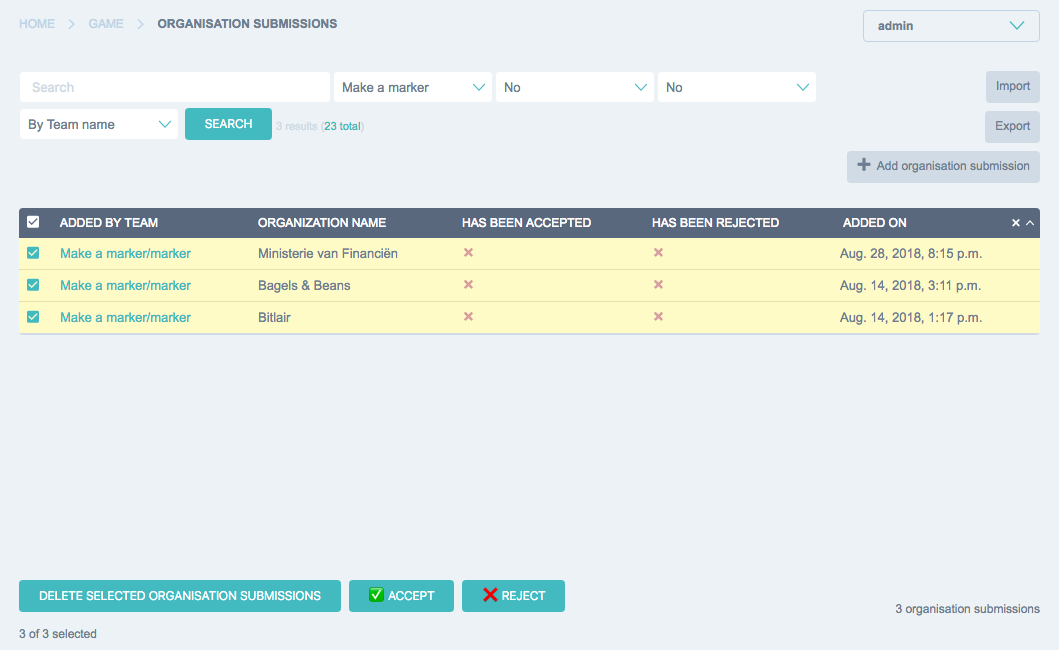 HOME > GAME > ORGANISATION SUBMISSIONS
admin
Search
Make a marker
No
No
Import
By Team name
SEARCH
3 results (23 total)
Export
Add organisation submission
ADDED BY TEAM ORGANIZATION NAME HAS BEEN ACCEPTED HAS BEEN REJECTED ADDED ON
Make a marker/marker Ministerie van Financiën Aug. 28, 2018, 8:15 p.m.
Make a marker/marker Bagels & Beans Aug. 14, 2018, 3:11 p.m.
Make a marker/marker Bitlair Aug. 14, 2018, 1:17 p.m.
DELETE SELECTED ORGANISATION SUBMISSIONS
ACCEPT
REJECT
3 organisation submissions
3 of 3 selected